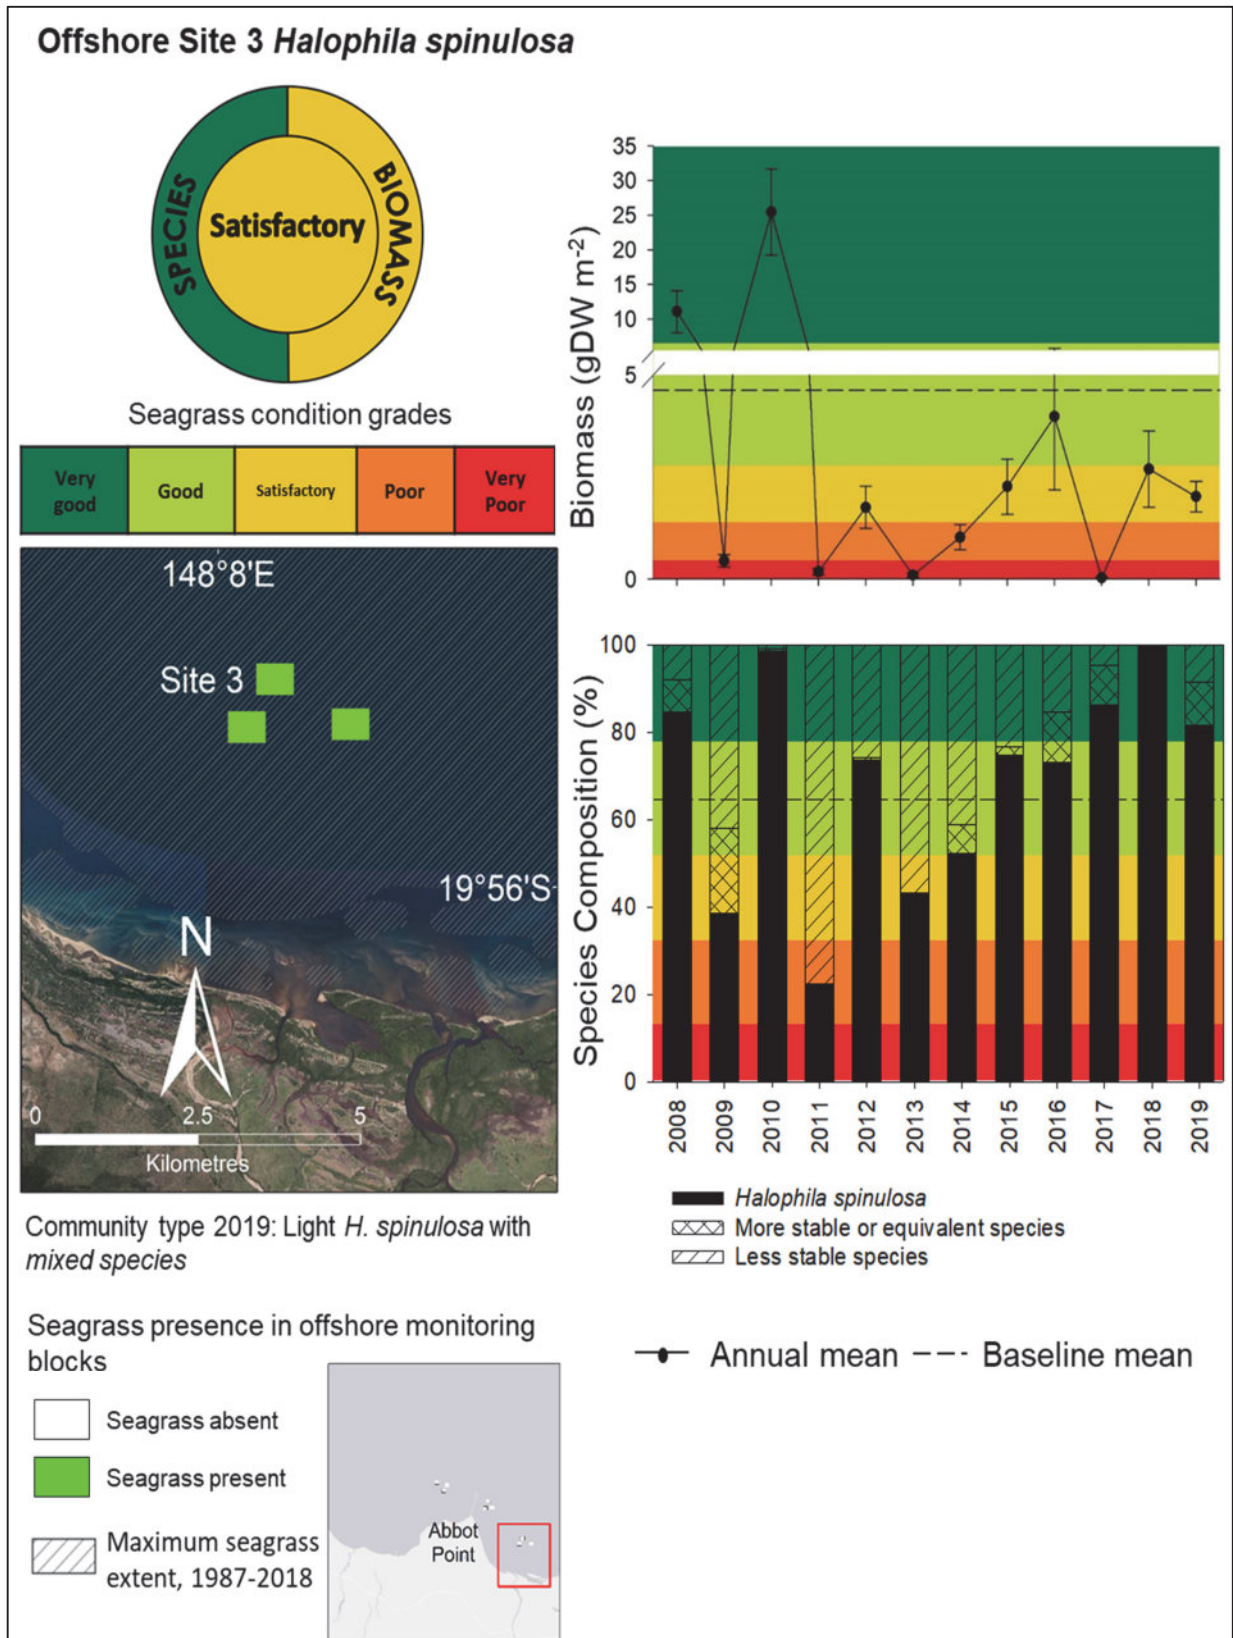 Offshore Site 3 Halophila spinulosa
SPECIES
Satisfactory
BIOMASS
Seagrass condition grades
Very good
Good
Satisfactory
Poor
Very Poor
148°8'E
Site 3
19°56'S
N
0 2.5 5
Kilometres
Community type 2019: Light H. spinulosa with
mixed species
Seagrass presence in offshore monitoring
blocks
Seagrass absent
Seagrass present
Maximum seagrass
extent, 1987-2018
Abbot
Point
Biomass (gDW m-2)
35
30
25
20
15
10
5
0
Species Composition (%)
100
80
60
40
20
0
2008 2009 2010 2011 2012 2013 2014 2015 2016 2017 2018 2019
Halophila spinulosa
More stable or equivalent species
Less stable species
Annual mean --- Baseline mean